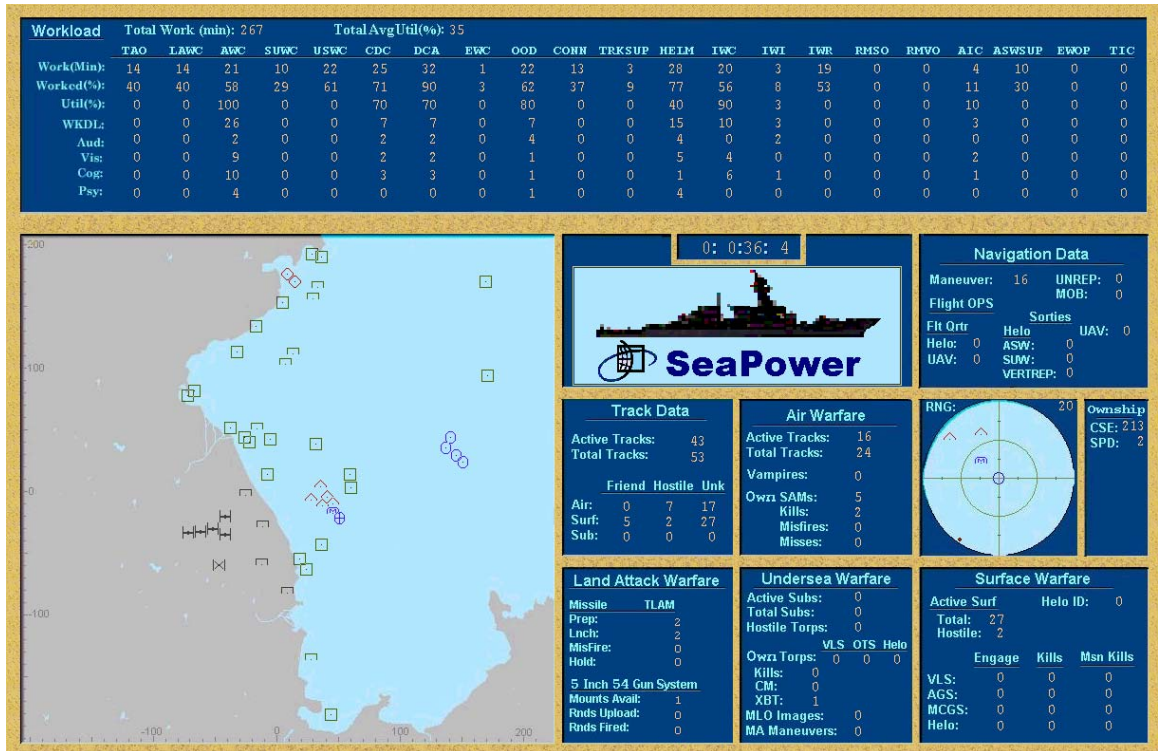 Workload Total Work (min): 267 Total Avg Util(%): 35
TAO LAWC AWC SUWC USWC CDC DCA EWC OOD CONN TRKSUP HELM IWC IWI IWR RMSO RMVO AIC ASWSUP EWOP TIC
Work(Min): 14 14 21 10 22 25 32 1 22 13 3 28 20 3 19 0 0 4 10 0 0
Worked(%): 40 40 58 29 61 71 90 3 62 37 9 77 56 8 53 0 0 11 30 0 0
Util(%): 0 0 100 0 0 70 70 0 80 0 0 40 90 3 0 0 0 10 0 0 0
WKDL: 0 0 26 0 0 7 7 0 7 0 0 15 10 3 0 0 0 3 0 0 0
Aud: 0 0 2 0 0 2 2 0 4 0 0 4 0 2 0 0 0 0 0 0 0
Vis: 0 0 9 0 0 2 2 0 1 0 0 5 4 0 0 0 0 2 0 0 0
Cog: 0 0 10 0 0 3 3 0 1 0 0 1 6 1 0 0 0 1 0 0 0
Psy: 0 0 4 0 0 0 0 0 1 0 0 4 0 0 0 0 0 0 0 0 0
-200
-100
-0
-100
-100 0 100 200
0: 0:36: 4
SeaPower
Navigation Data
Maneuver: 16 UNREP: 0
MOB: 0
Flight OPS
Sorties
Flt Qrtr Helo UAV: 0
Helo: 0 ASW: 0
UAV: 0 SUW: 0
VERTREP: 0
Track Data
Active Tracks: 43
Total Tracks: 53
Friend Hostile Unk
Air: 0 7 17
Surf: 5 2 27
Sub: 0 0 0
Air Warfare
Active Tracks: 16
Total Tracks: 24
Vampires: 0
Own SAMs: 5
Kills: 2
Misfires: 0
Misses: 0
RNG: 20
Ownship
CSE: 213
SPD: 2
Land Attack Warfare
Missile TLAM
Prep: 2
Lnch: 2
MisFire: 0
Hold: 0
5 Inch 54 Gun System
Mounts Avail: 1
Rnds Upload: 0
Rnds Fired: 0
Undersea Warfare
Active Subs: 0
Total Subs: 0
Hostile Torps: 0
VLS OTS Helo
Own Torps: 0 0 0
Kills: 0
CM: 0
XBT: 1
MLO Images: 0
MA Maneuvers: 0
Surface Warfare
Active Surf Helo ID: 0
Total: 27
Hostile: 2
Engage Kills Msn Kills
VLS: 0 0 0
AGS: 0 0 0
MCGS: 0 0 0
Helo: 0 0 0